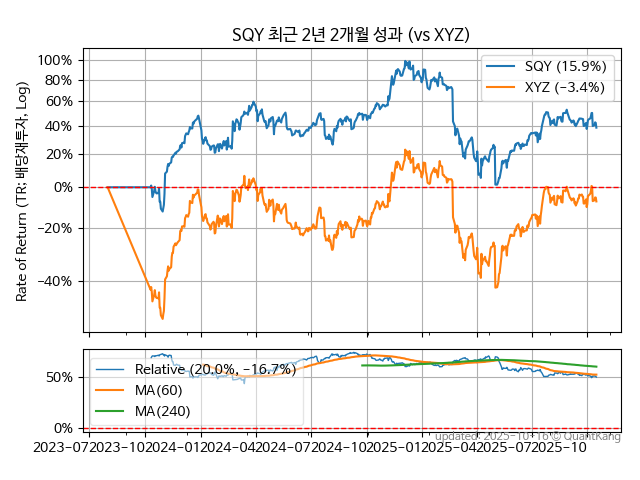 SQY 최근 2년 2개월 성과 (vs XYZ)
Rate of Return (TR: 배당재투자, Log)
100%
80%
60%
40%
20%
0%
−20%
−40%
SQY (15.9%)
XYZ (−3.4%)
50%
0%
Relative (20.0%, −16.7%)
MA(60)
MA(240)
2023-07 2023-10 2024-01 2024-04 2024-07 2024-10 2025-01 2025-04 2025-07 2025-10
updated: 2025-10-16 © QuantKang